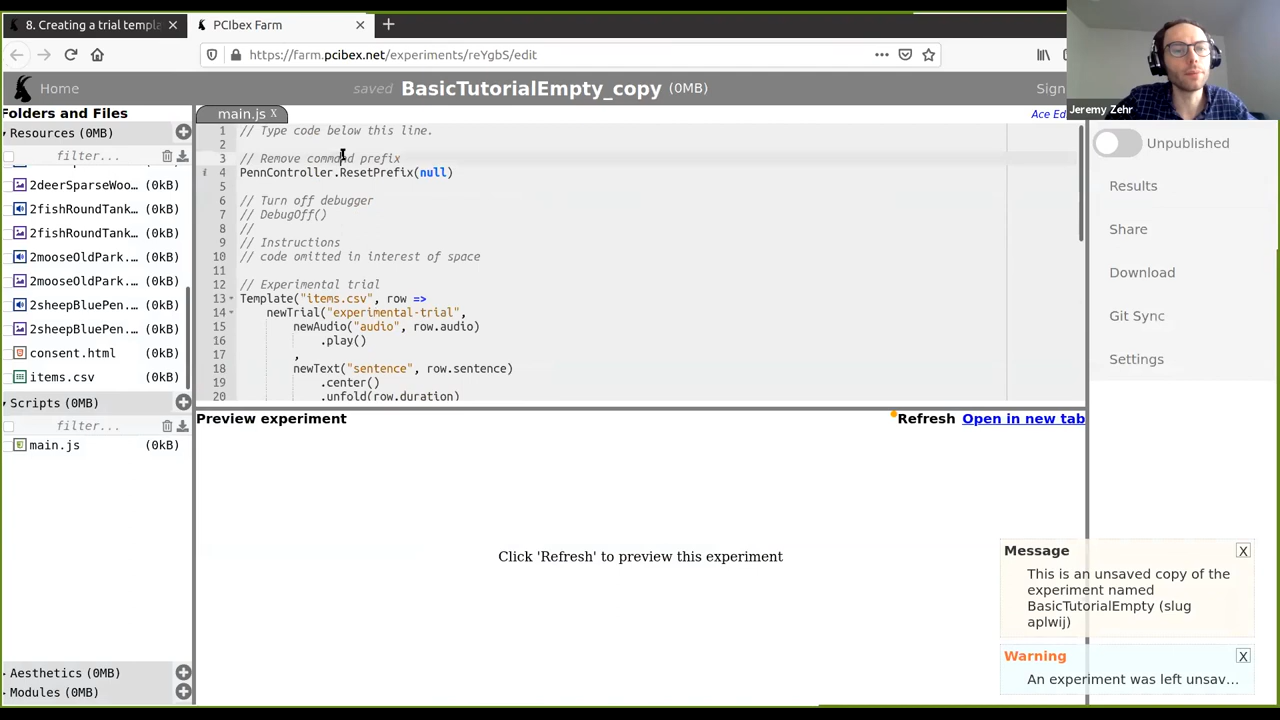 8. Creating a trial templa
PCIbex Farm
https://farm.pcibex.net/experiments/reYgbS/edit
Home
saved
BasicTutorialEmpty_copy (0MB)
Sign
Jeremy Zehr
Folders and Files
Resources (0MB)
filter...
2deerSparseWoo... (0kB)
2fishRoundTank... (0kB)
2fishRoundTank... (0kB)
2mooseOldPark.... (0kB)
2mooseOldPark.... (0kB)
2sheepBluePen.... (0kB)
2sheepBluePen.... (0kB)
consent.html (0kB)
items.csv (0kB)
Scripts (0MB)
filter...
main.js (0kB)
Aesthetics (0MB)
Modules (0MB)
main.js X
Ace Ed
1 // Type code below this line.
2
3 // Remove command prefix
4 PennController.ResetPrefix(null)
5
6 // Turn off debugger
7 // DebugOff()
8 //
9 // Instructions
10 // code omitted in interest of space
11
12 // Experimental trial
13 Template("items.csv", row =>
14 newTrial("experimental-trial",
15 newAudio("audio", row.audio)
16 .play()
17 ,
18 newText("sentence", row.sentence)
19 .center()
20 .unfold(row.duration)
Preview experiment
Refresh
Open in new tab
Click 'Refresh' to preview this experiment
Unpublished
Results
Share
Download
Git Sync
Settings
Message
X
This is an unsaved copy of the
experiment named
BasicTutorialEmpty (slug
aplwij)
Warning
X
An experiment was left unsav...